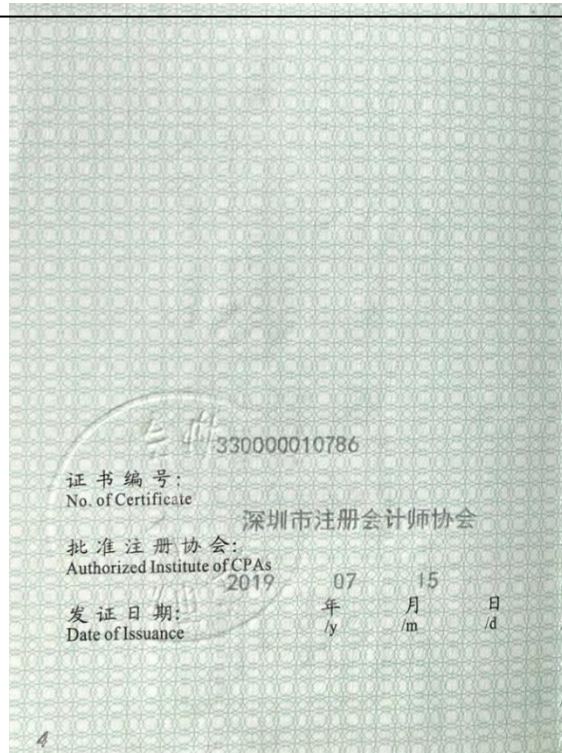 330000010786
证书编号:
No. of Certificate
深圳市注册会计师协会
批准注册协会:
Authorized Institute of CPAs
2019 07 15
发证日期: 年 月 日
Date of Issuance /y /m /d
4